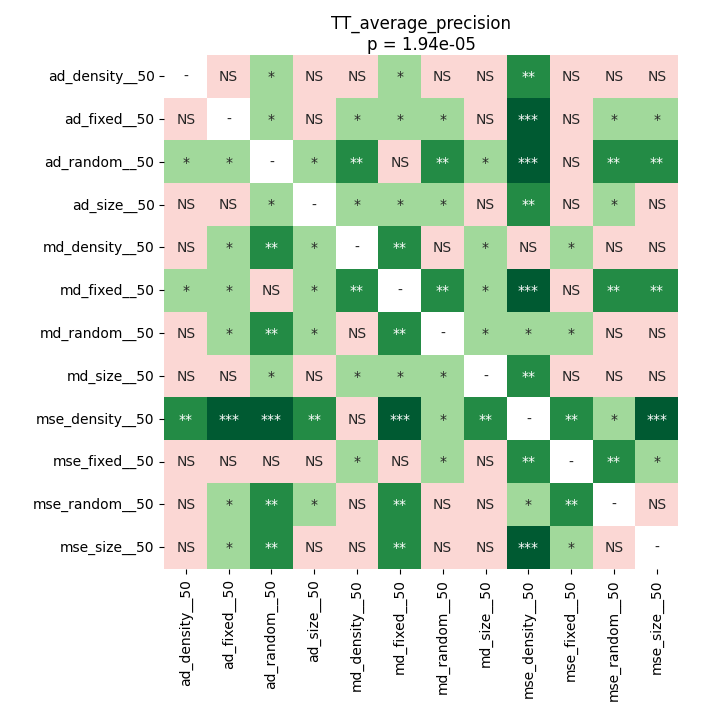 TT_average_precision
p = 1.94e-05
ad_density__50 - NS * NS NS * NS NS ** NS NS NS
ad_fixed__50 NS - * NS * * * NS *** NS * *
ad_random__50 * * - * ** NS ** * *** NS ** **
ad_size__50 NS NS * - * * * NS ** NS * NS
md_density__50 NS * ** * - ** NS * NS * NS NS
md_fixed__50 * * NS * ** - ** * *** NS ** **
md_random__50 NS * ** * NS ** - * * * NS NS
md_size__50 NS NS * NS * * * - ** NS NS NS
mse_density__50 ** *** *** ** NS *** * ** - ** * ***
mse_fixed__50 NS NS NS NS * NS * NS ** - ** *
mse_random__50 NS * ** * NS ** NS NS * ** - NS
mse_size__50 NS * ** NS NS ** NS NS *** * NS -
ad_density__50
ad_fixed__50
ad_random__50
ad_size__50
md_density__50
md_fixed__50
md_random__50
md_size__50
mse_density__50
mse_fixed__50
mse_random__50
mse_size__50